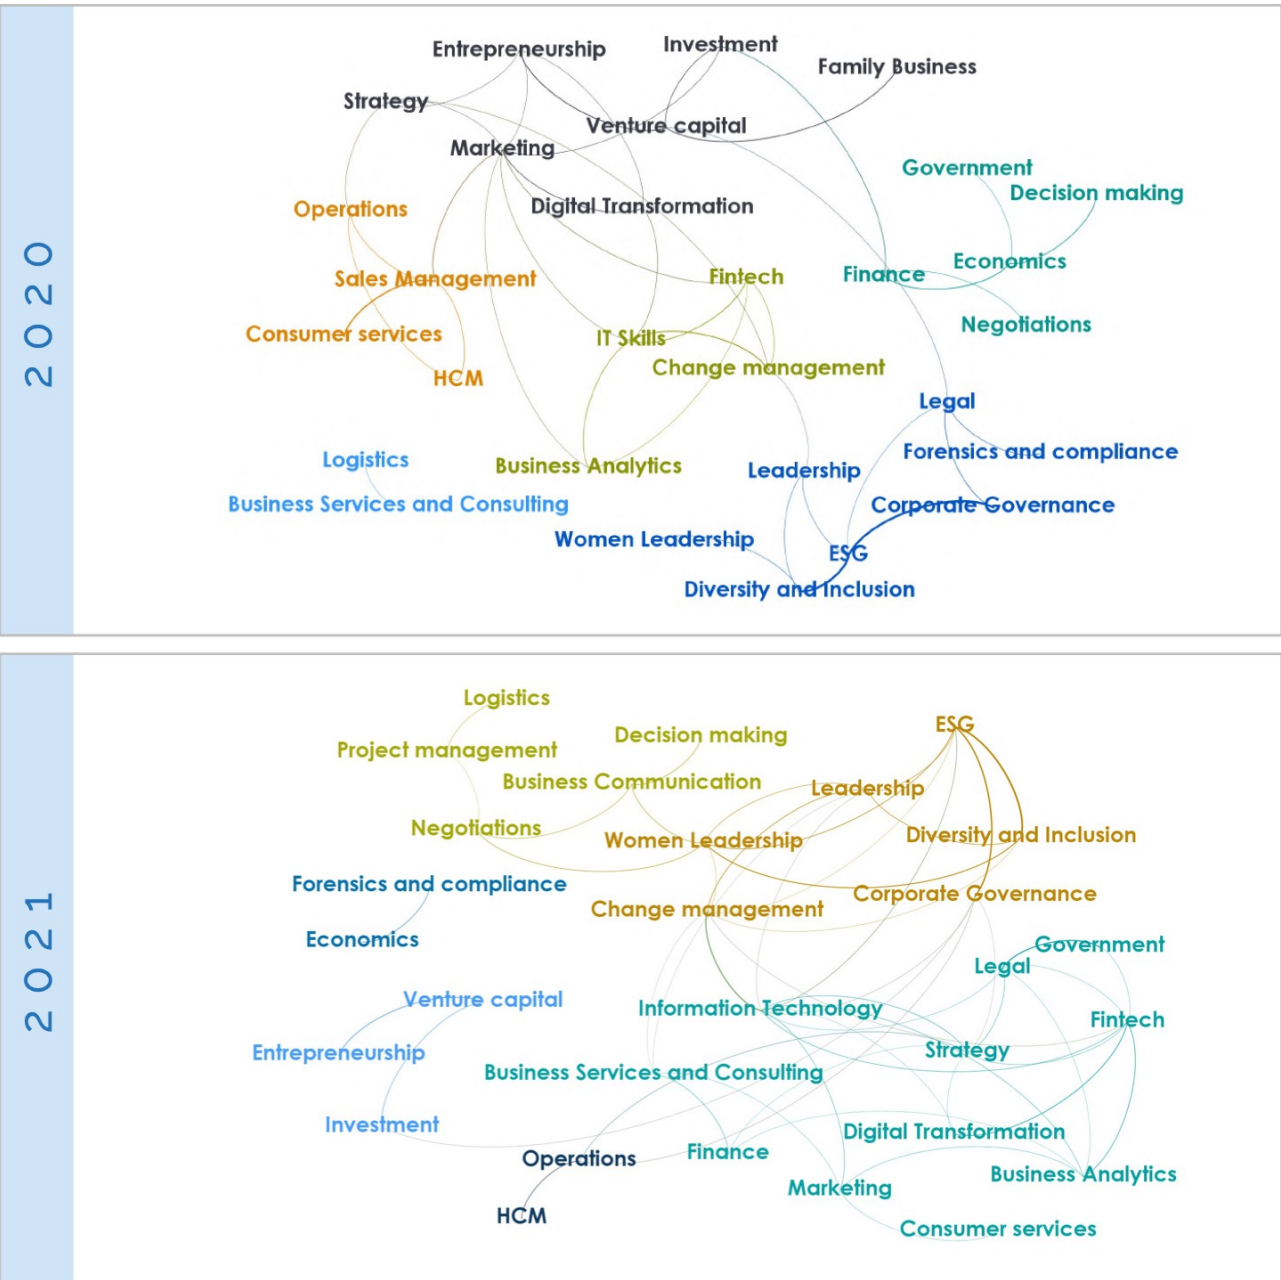 2020
Entrepreneurship
Investment
Family Business
Strategy
Venture capital
Marketing
Government
Decision making
Operations
Digital Transformation
Economics
Sales Management
Fintech
Finance
Consumer services
IT Skills
Negotiations
Change management
HCM
Legal
Logistics
Business Analytics
Leadership
Forensics and compliance
Business Services and Consulting
Corporate Governance
Women Leadership
ESG
Diversity and Inclusion
2021
Logistics
ESG
Project management
Decision making
Business Communication
Leadership
Negotiations
Women Leadership
Diversity and Inclusion
Forensics and compliance
Corporate Governance
Change management
Economics
Government
Legal
Venture capital
Information Technology
Fintech
Entrepreneurship
Strategy
Business Services and Consulting
Investment
Digital Transformation
Operations
Finance
Business Analytics
Marketing
HCM
Consumer services